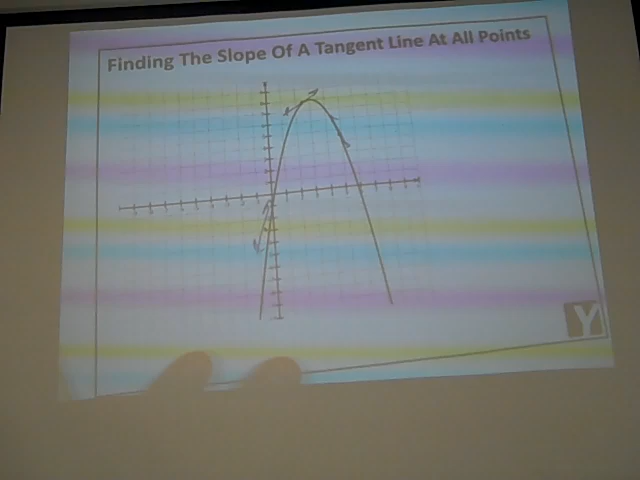 Finding The Slope Of A Tangent Line At All Points
Y